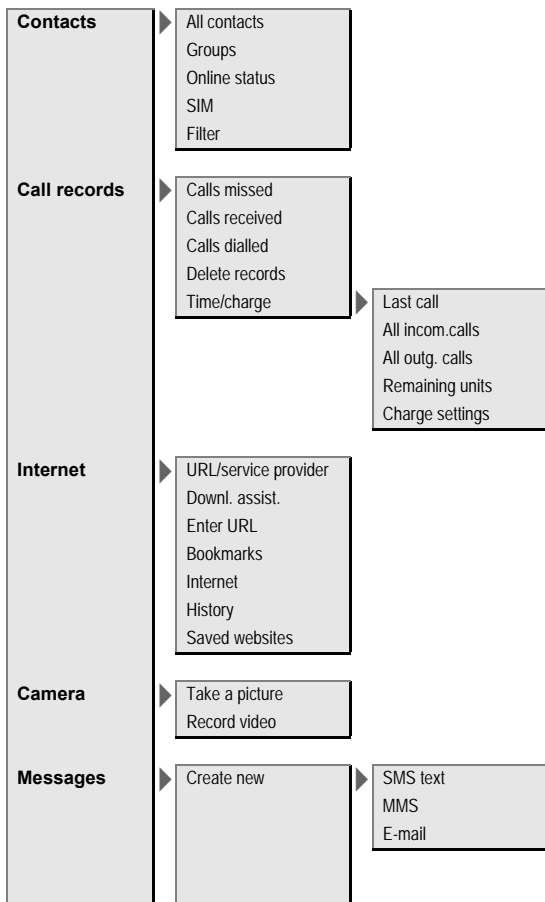 Contacts
All contacts
Groups
Online status
SIM
Filter
Call records
Calls missed
Calls received
Calls dialled
Delete records
Time/charge
Last call
All incom.calls
All outg. calls
Remaining units
Charge settings
Internet
URL/service provider
Downl. assist.
Enter URL
Bookmarks
Internet
History
Saved websites
Camera
Take a picture
Record video
Messages
Create new
SMS text
MMS
E-mail